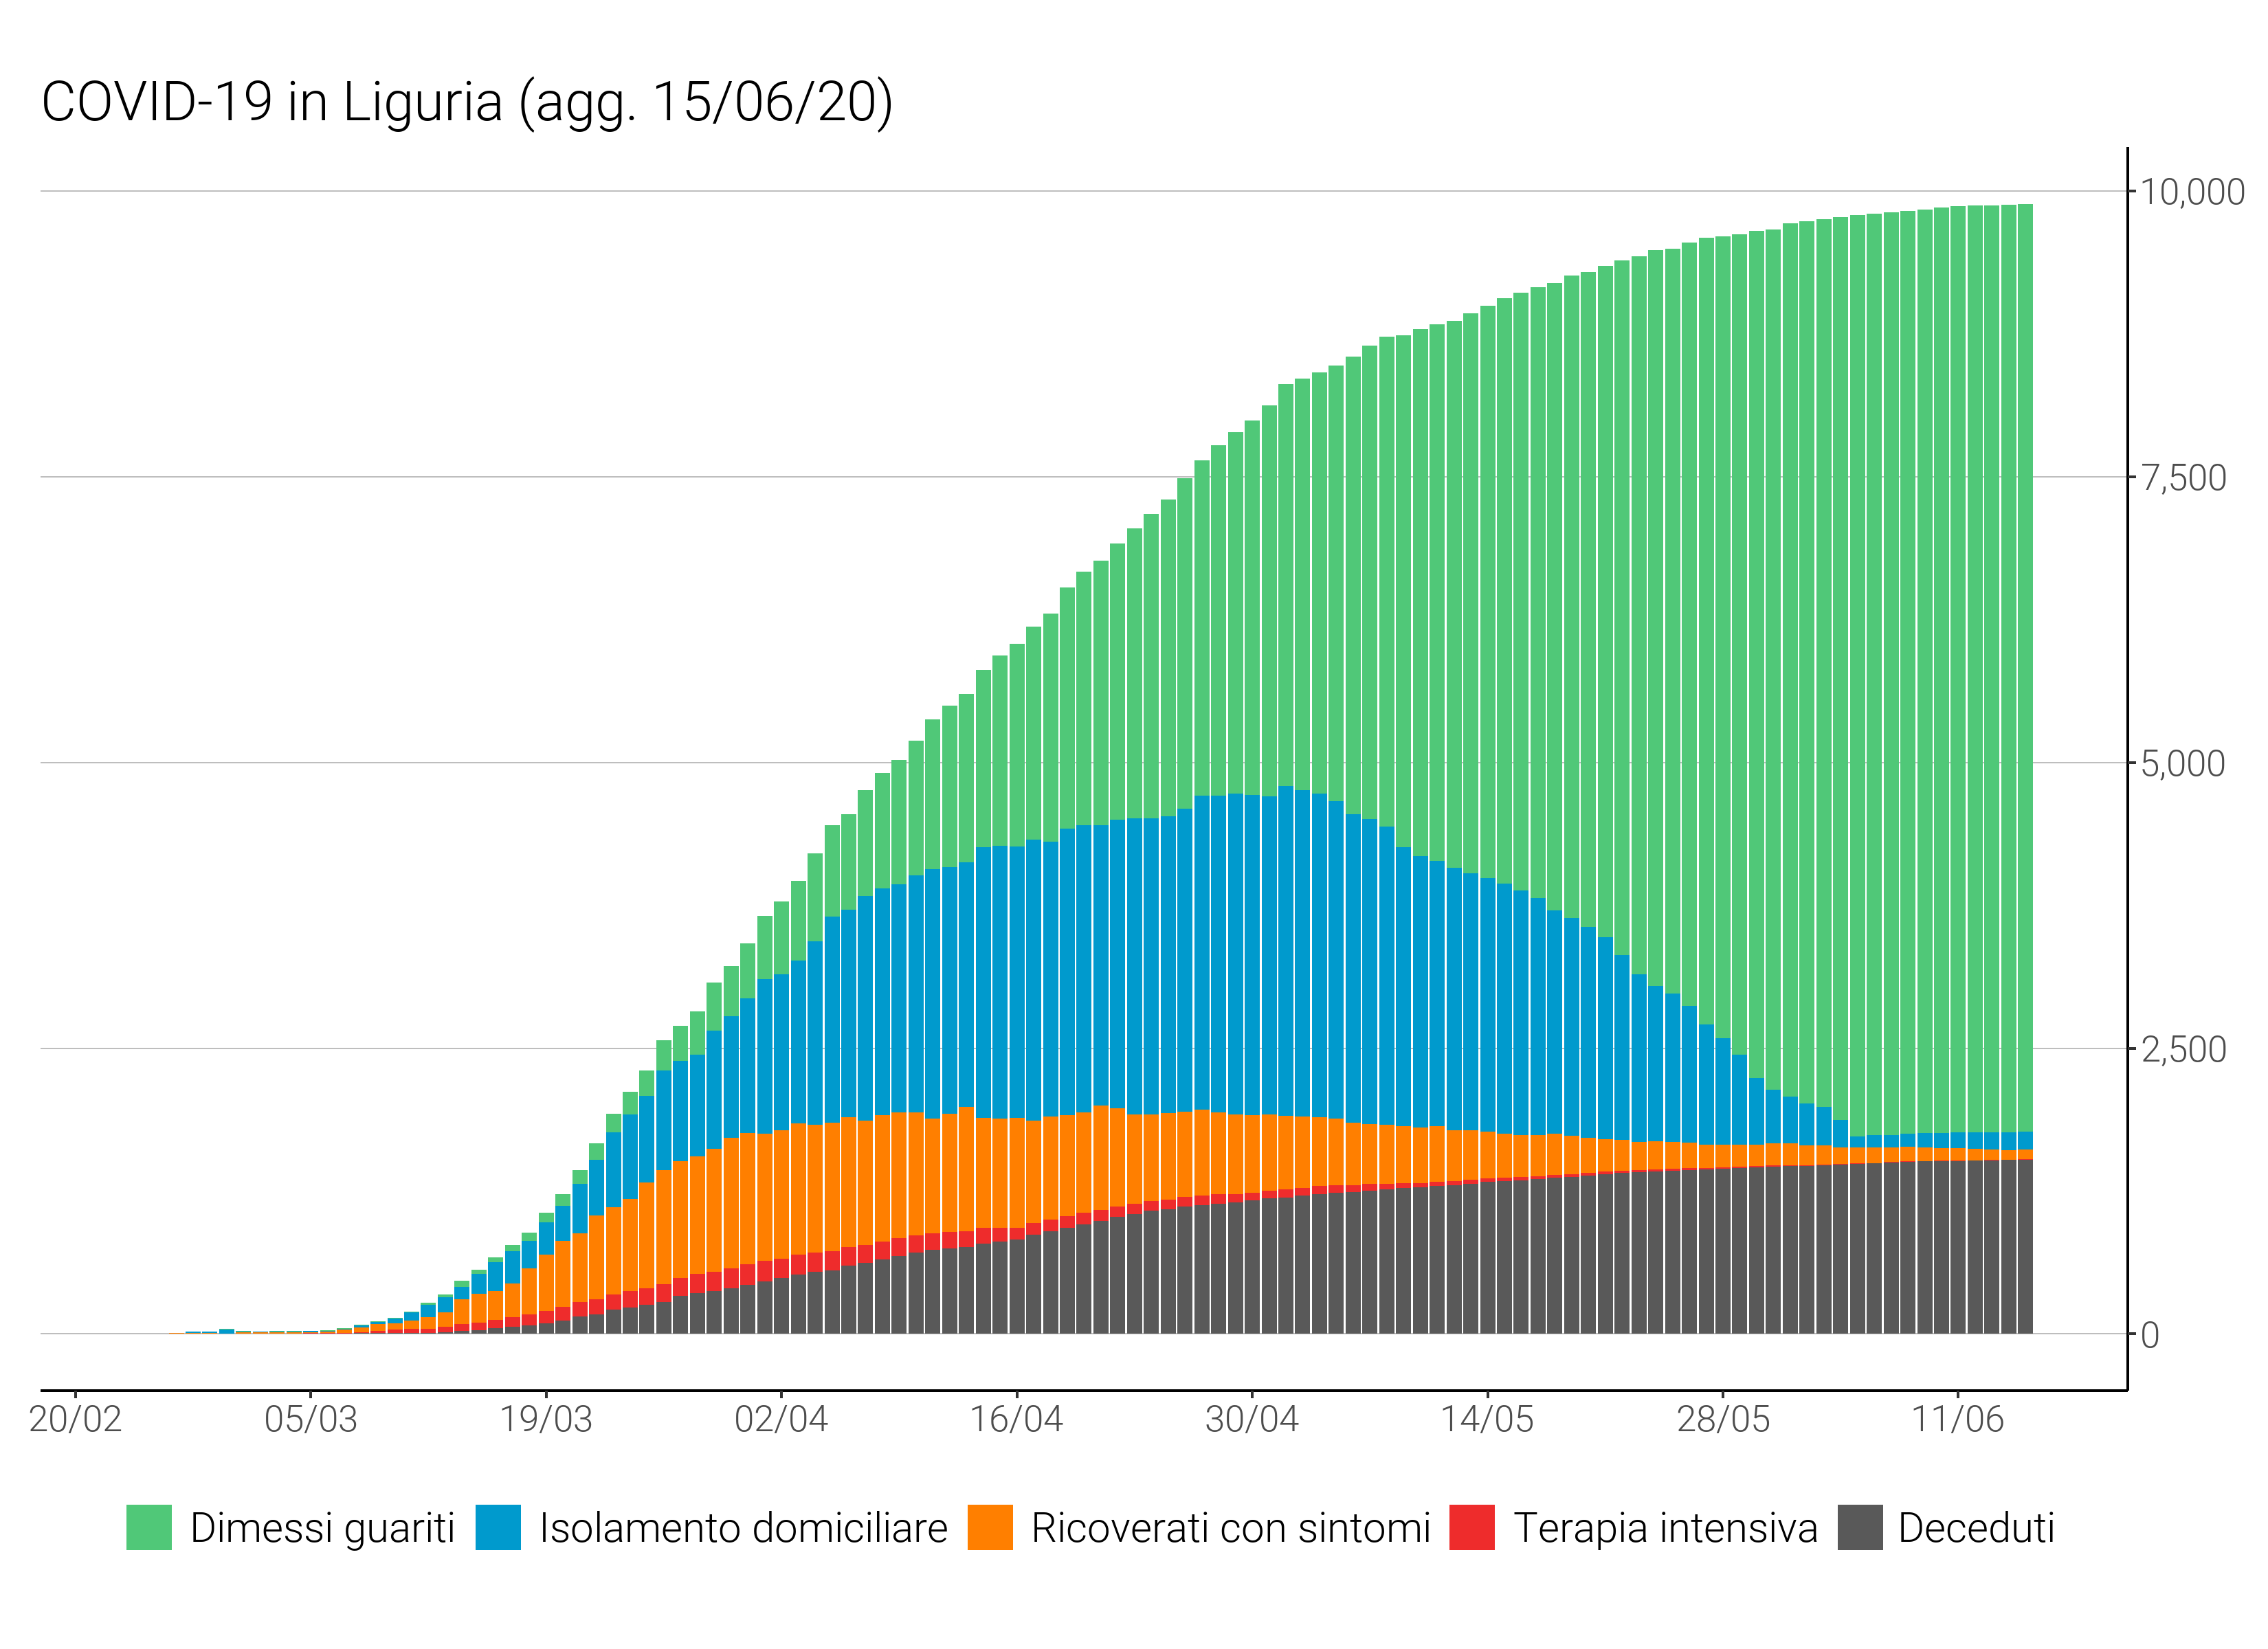 COVID-19 in Liguria (agg. 15/06/20)
10,000
7,500
5,000
2,500
0
20/02 05/03 19/03 02/04 16/04 30/04 14/05 28/05 11/06
Dimessi guariti Isolamento domiciliare Ricoverati con sintomi Terapia intensiva Deceduti